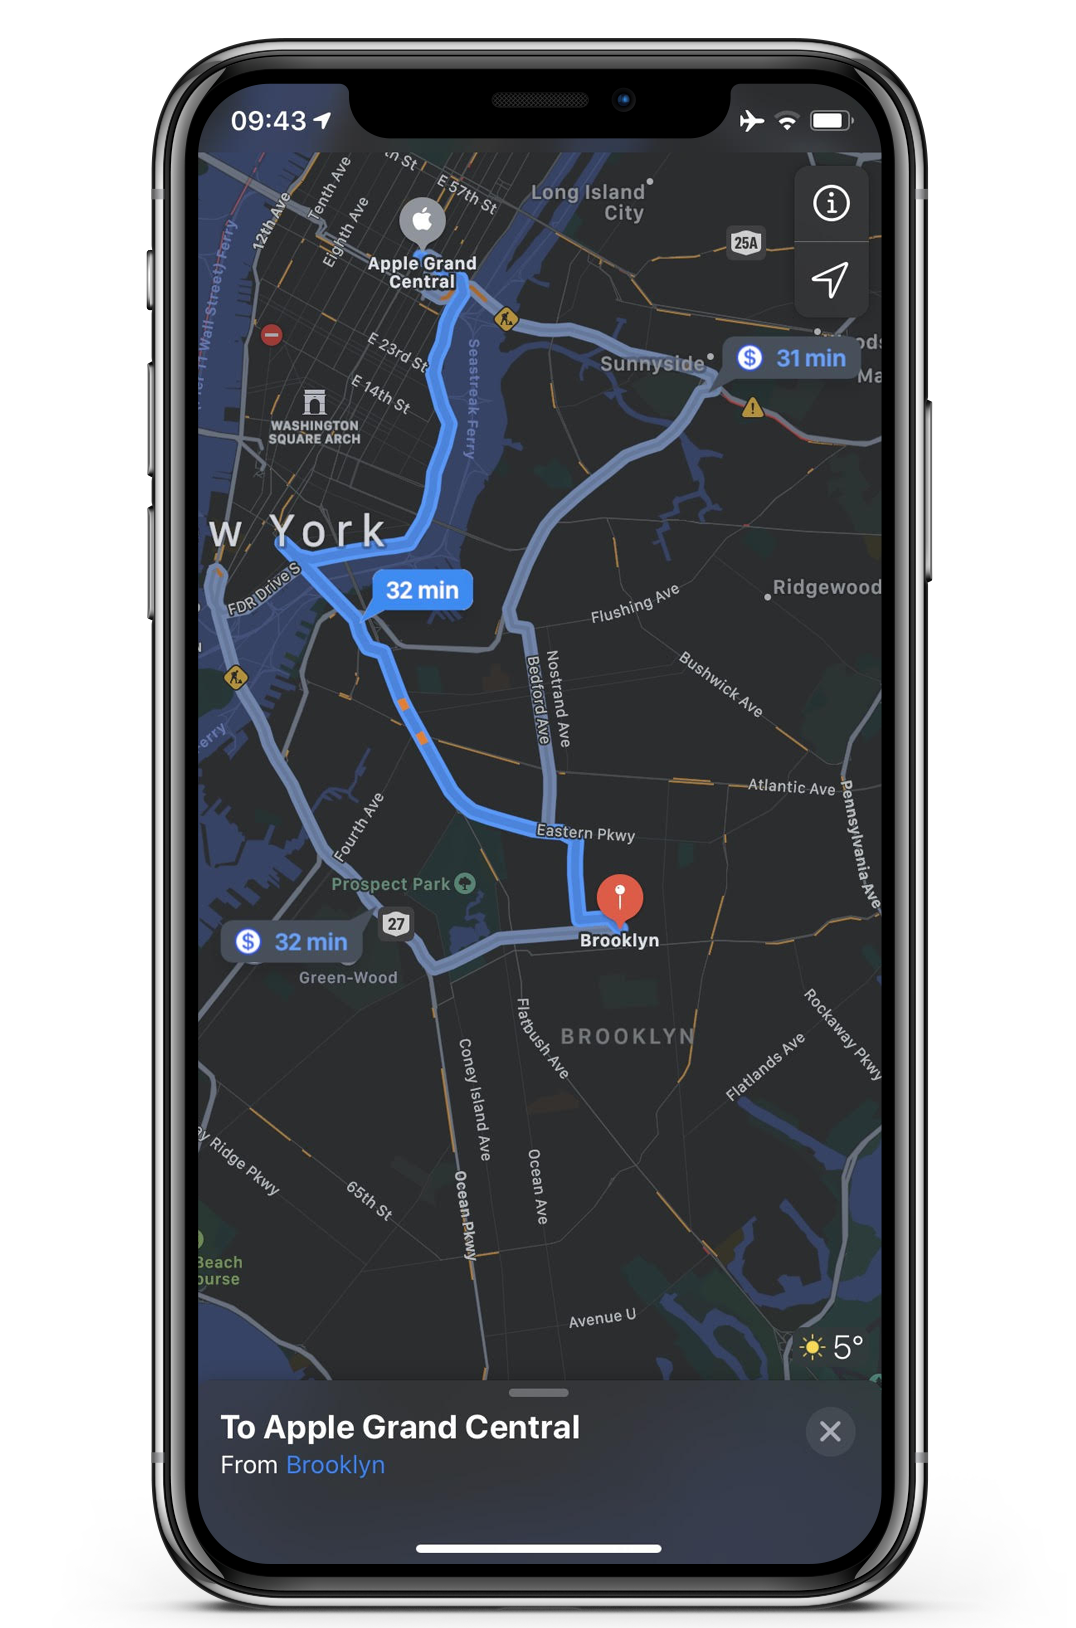 09:43
th St
E 57th St
Tenth Ave
Eighth Ave
12th Ave
Long Island
City
25A
Apple Grand
Central
E 23rd St
E 14th St
Seastreak Ferry
Sunnyside
$ 31 min
Ma
WASHINGTON
SQUARE ARCH
w York
FDR Drive S
32 min
Ridgewood
Flushing Ave
Bushwick Ave
Nostrand Ave
Bedford Ave
erry
Atlantic Ave
Pennsylvania Ave
Fourth Ave
Eastern Pkwy
Prospect Park
27
$ 32 min
Brooklyn
Green-Wood
BROOKLYN
Flatbush Ave
Rockaway Pkwy
Flatlands Ave
Coney Island Ave
ay Ridge Pkwy
65th St
Ocean Ave
Ocean Pkwy
Beach
ourse
Avenue U
5°
To Apple Grand Central
From Brooklyn